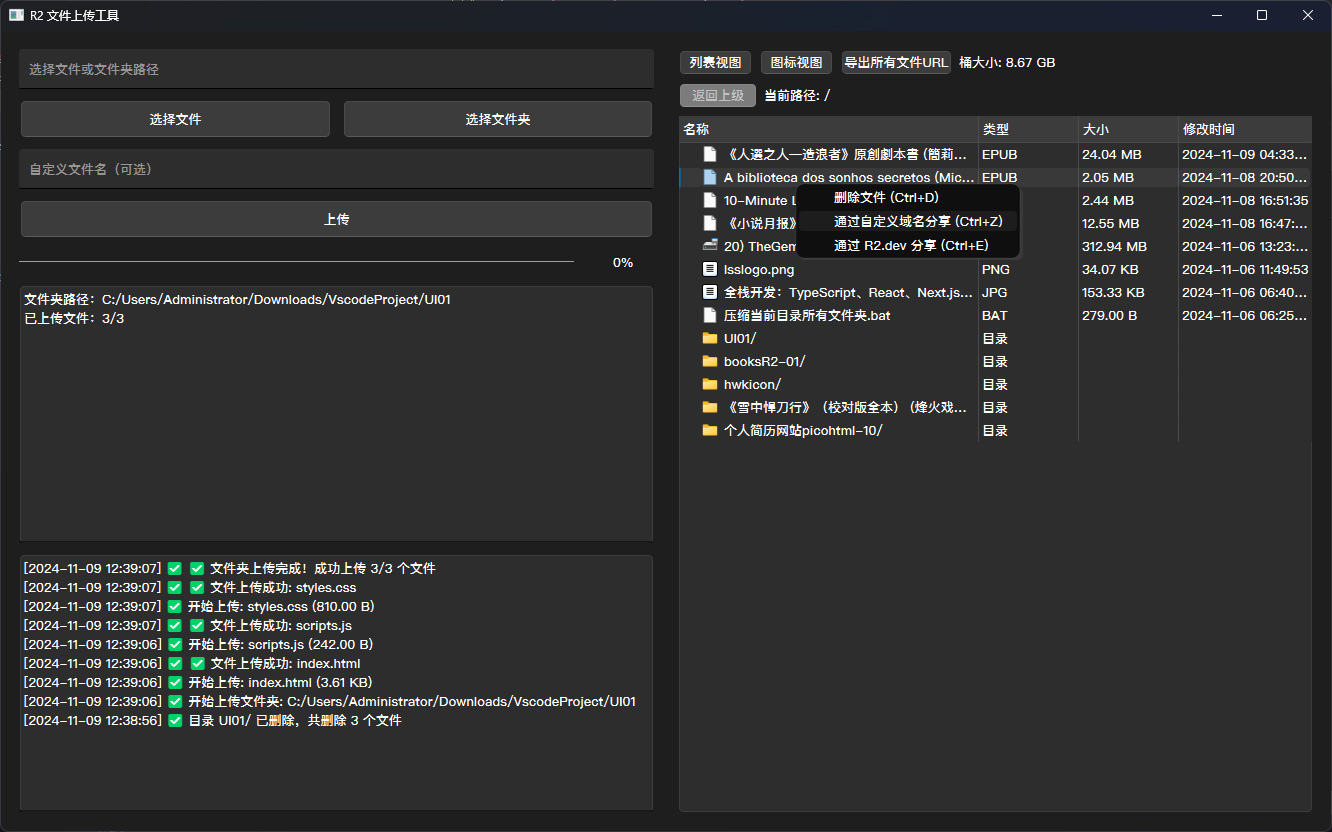 R2 文件上传工具
选择文件或文件夹路径
选择文件 选择文件夹
自定义文件名（可选）
上传
0%
文件夹路径：C:/Users/Administrator/Downloads/VscodeProject/UI01
已上传文件：3/3
[2024-11-09 12:39:07] ✅ ✅ 文件夹上传完成！成功上传 3/3 个文件
[2024-11-09 12:39:07] ✅ ✅ 文件上传成功: styles.css
[2024-11-09 12:39:07] ✅ 开始上传: styles.css (810.00 B)
[2024-11-09 12:39:07] ✅ ✅ 文件上传成功: scripts.js
[2024-11-09 12:39:06] ✅ 开始上传: scripts.js (242.00 B)
[2024-11-09 12:39:06] ✅ ✅ 文件上传成功: index.html
[2024-11-09 12:39:06] ✅ 开始上传: index.html (3.61 KB)
[2024-11-09 12:39:06] ✅ 开始上传文件夹: C:/Users/Administrator/Downloads/VscodeProject/UI01
[2024-11-09 12:38:56] ✅ 目录 UI01/ 已删除，共删除 3 个文件
列表视图 图标视图 导出所有文件URL 桶大小: 8.67 GB
返回上级 当前路径: /
名称 类型 大小 修改时间
《人選之人—造浪者》原創劇本書 (簡莉... EPUB 24.04 MB 2024-11-09 04:33...
A biblioteca dos sonhos secretos (Mic... EPUB 2.05 MB 2024-11-08 20:50...
10-Minute 2.44 MB 2024-11-08 16:51:35
《小说月报》 12.55 MB 2024-11-08 16:47:...
20) TheGem 312.94 MB 2024-11-06 13:23:...
lsslogo.png PNG 34.07 KB 2024-11-06 11:49:53
全栈开发：TypeScript、React、Next.js... JPG 153.33 KB 2024-11-06 06:40...
压缩当前目录所有文件夹.bat BAT 279.00 B 2024-11-06 06:25...
UI01/ 目录
booksR2-01/ 目录
hwkicon/ 目录
《雪中悍刀行》（校对版全本） (烽火戏... 目录
个人简历网站picohtml-10/ 目录
删除文件 (Ctrl+D)
通过自定义域名分享 (Ctrl+Z)
通过 R2.dev 分享 (Ctrl+E)